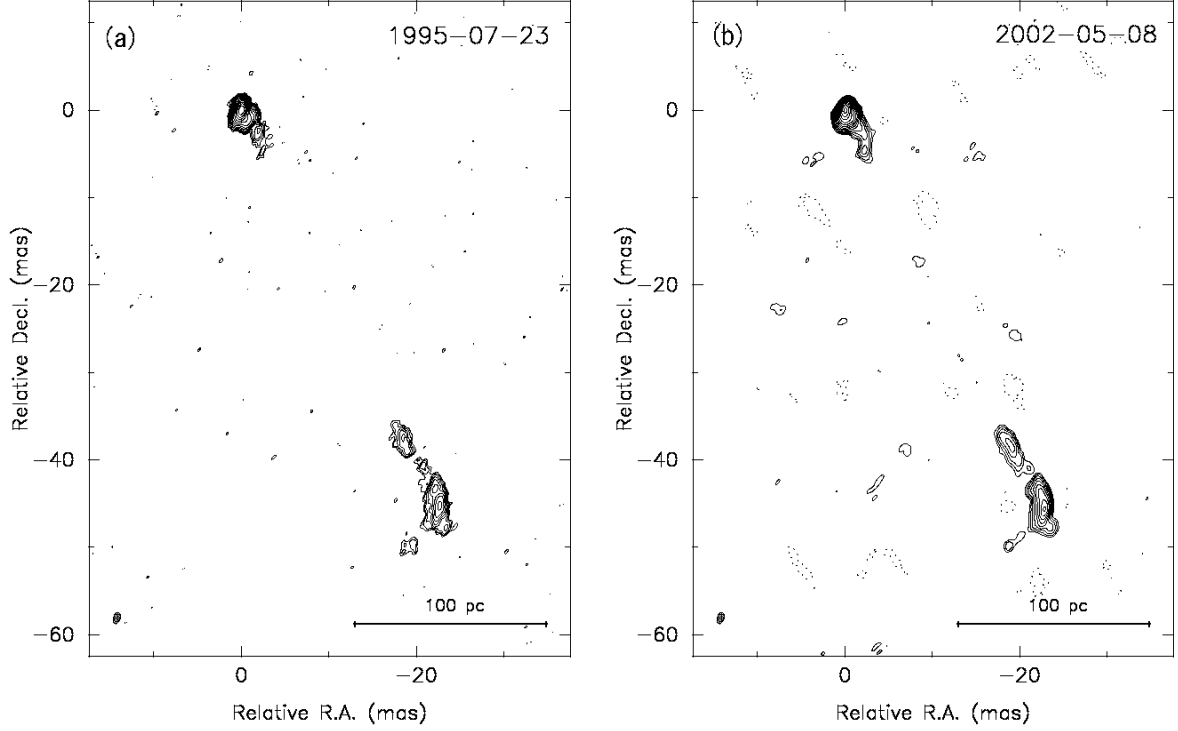 (a) 1995-07-23
0
-20
-40
-60
Relative Decl. (mas)
100 pc
0 -20
Relative R.A. (mas)
(b) 2002-05-08
0
-20
-40
-60
Relative Decl. (mas)
100 pc
0 -20
Relative R.A. (mas)